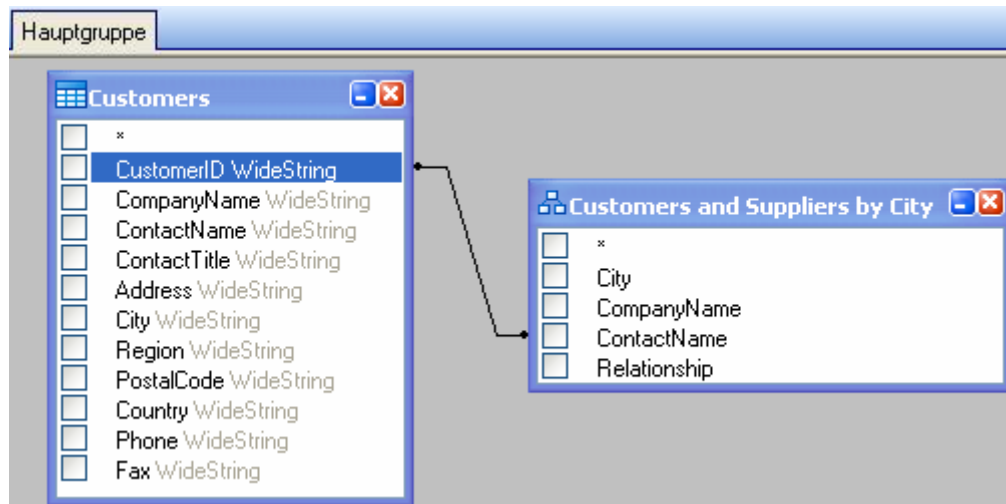 Hauptgruppe
Customers
*
CustomerID WideString
CompanyName WideString
ContactName WideString
ContactTitle WideString
Address WideString
City WideString
Region WideString
PostalCode WideString
Country WideString
Phone WideString
Fax WideString
Customers and Suppliers by City
*
City
CompanyName
ContactName
Relationship